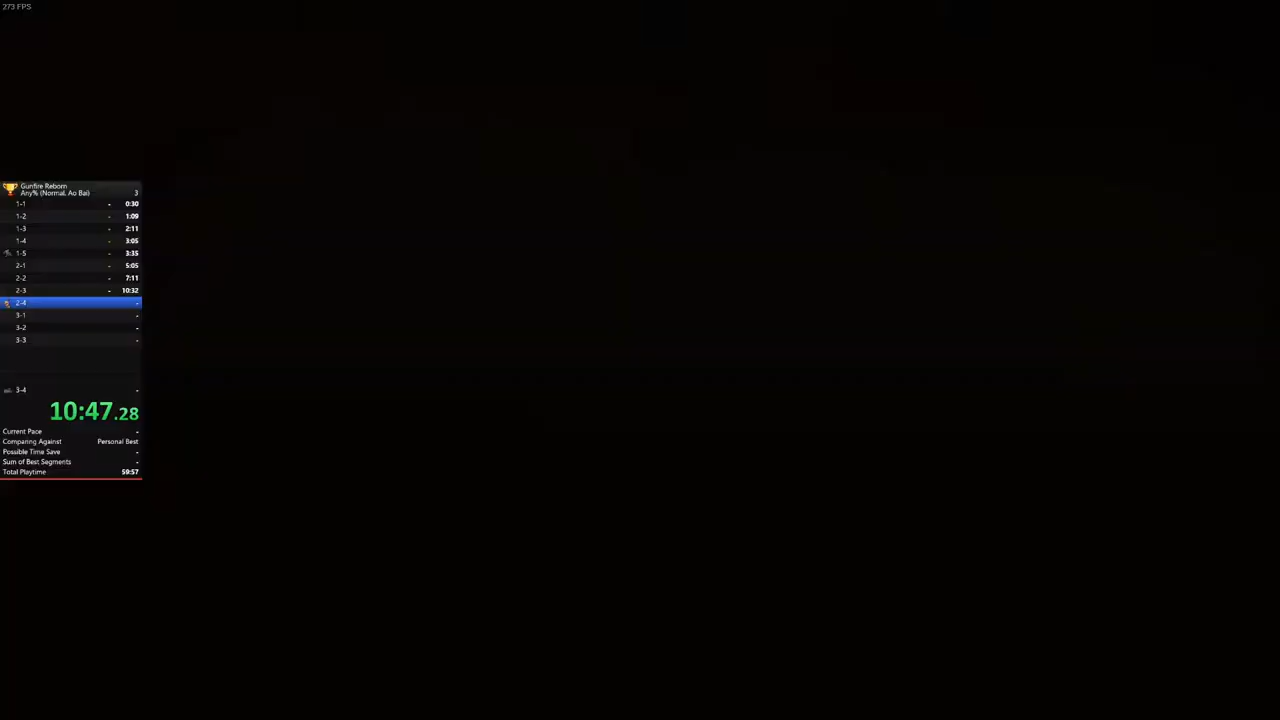 273 FPS
Gunfire Reborn
Any% (Normal, Ao Bai) 3
1-1 - 0:30
1-2 - 1:09
1-3 - 2:11
1-4 - 3:05
1-5 - 3:35
2-1 - 5:05
2-2 - 7:11
2-3 - 10:32
2-4 -
3-1 -
3-2 -
3-3 -
3-4 -
10:47.28
Current Pace -
Comparing Against Personal Best
Possible Time Save -
Sum of Best Segments -
Total Playtime 59:57